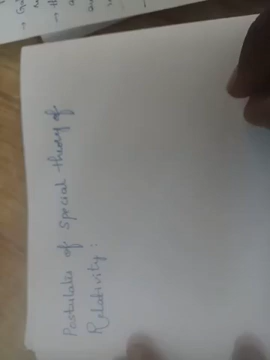 Postulates of Special theory of
Relativity: